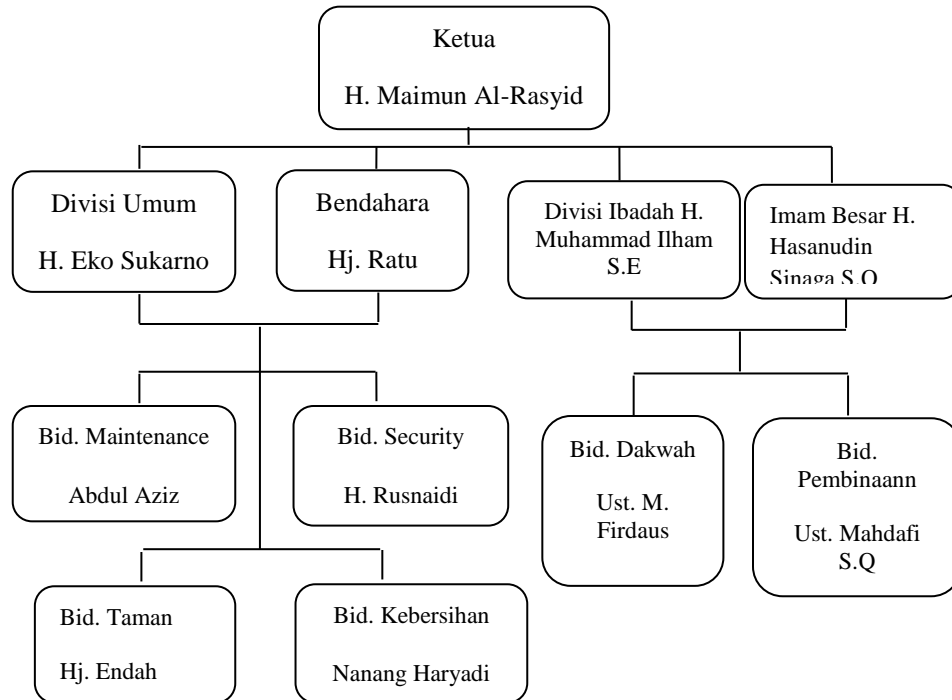 Ketua
H. Maimun Al-Rasyid
Divisi Umum
H. Eko Sukarno
Bendahara
Hj. Ratu
Divisi Ibadah H.
Muhammad Ilham
S.E
Imam Besar H.
Hasanudin
Sinaga S.Q
Bid. Maintenance
Abdul Aziz
Bid. Security
H. Rusnaidi
Bid. Dakwah
Ust. M.
Firdaus
Bid.
Pembinaann
Ust. Mahdafi
S.Q
Bid. Taman
Hj. Endah
Bid. Kebersihan
Nanang Haryadi